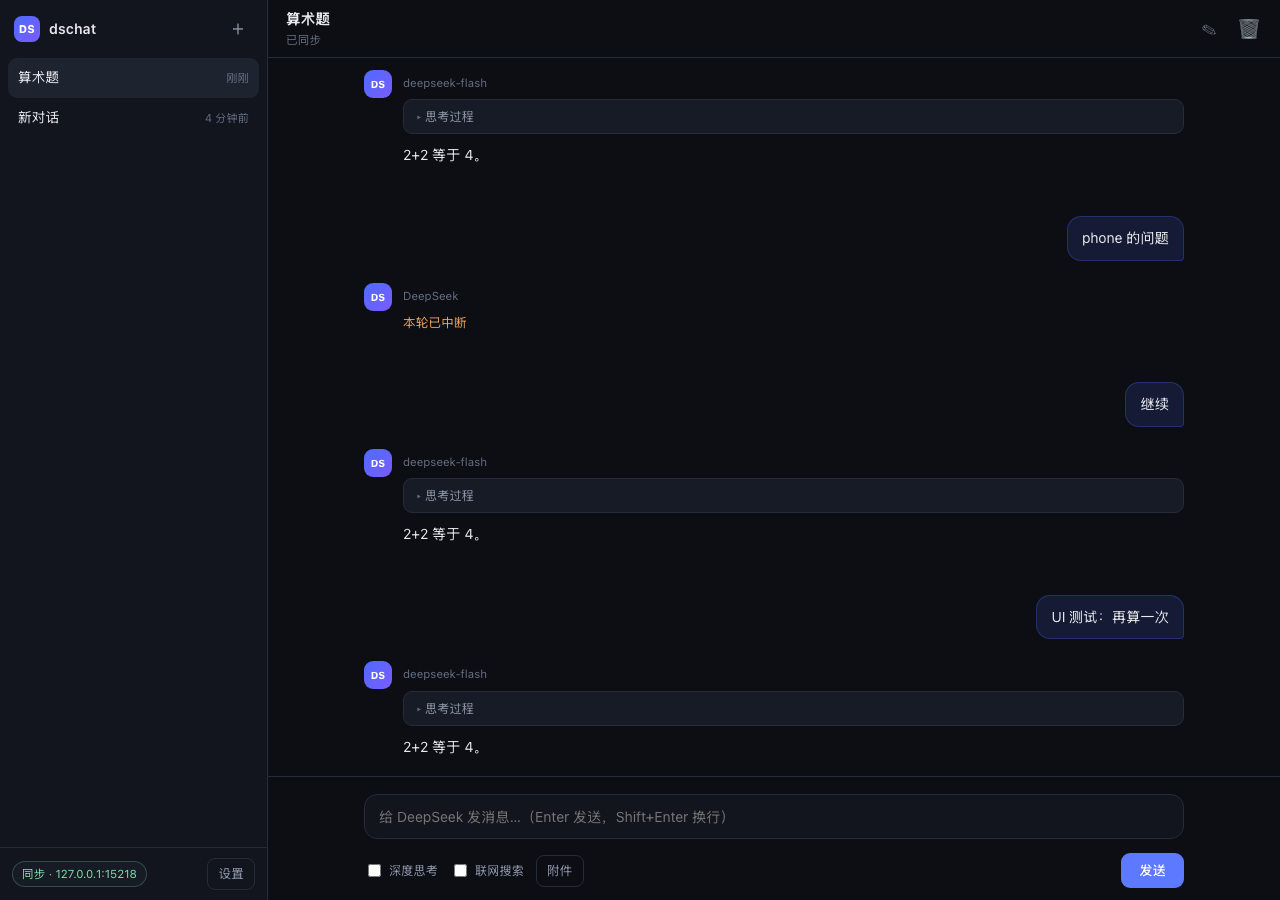 DS dschat +
算术题 刚刚
新对话 4 分钟前
同步 · 127.0.0.1:15218 设置
算术题
已同步
DS deepseek-flash
▸ 思考过程
2+2 等于 4。
phone 的问题
DS DeepSeek
本轮已中断
继续
DS deepseek-flash
▸ 思考过程
2+2 等于 4。
UI 测试：再算一次
DS deepseek-flash
▸ 思考过程
2+2 等于 4。
给 DeepSeek 发消息…（Enter 发送，Shift+Enter 换行）
深度思考 联网搜索 附件 发送